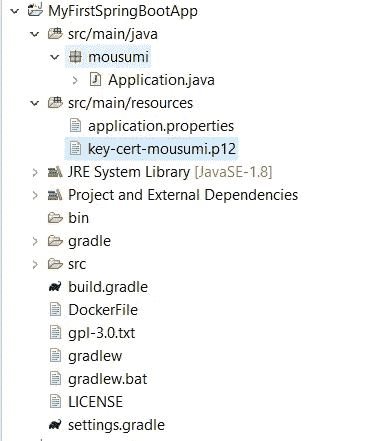 MyFirstSpringBootApp
src/main/java
mousumi
Application.java
src/main/resources
application.properties
key-cert-mousumi.p12
JRE System Library [JavaSE-1.8]
Project and External Dependencies
bin
gradle
src
build.gradle
DockerFile
gpl-3.0.txt
gradlew
gradlew.bat
LICENSE
settings.gradle